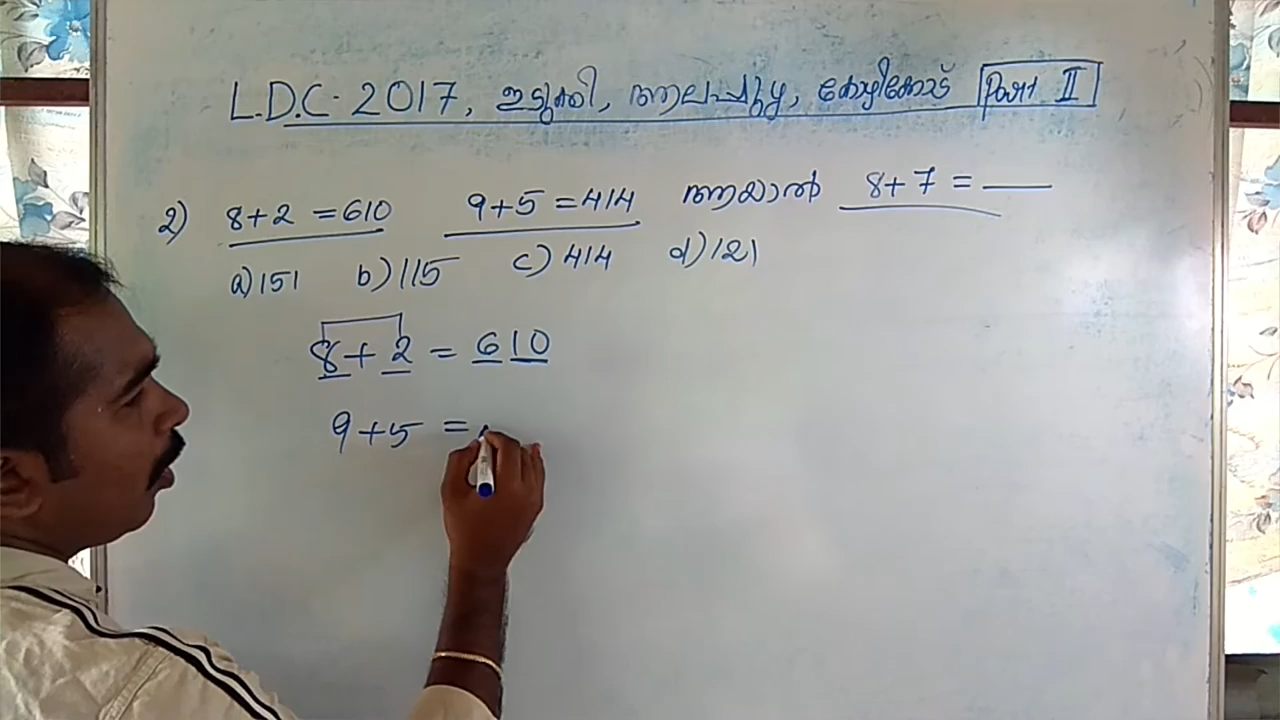 L.D.C. 2017, ഇടുക്കി, ആലപ്പുഴ, കോഴിക്കോട് Part II
2) 8+2 =610 9+5 =414 ആയാൽ 8+7 = ___
a) 151 b) 115 c) 414 d) 121
8+2 = 610
9+5 =